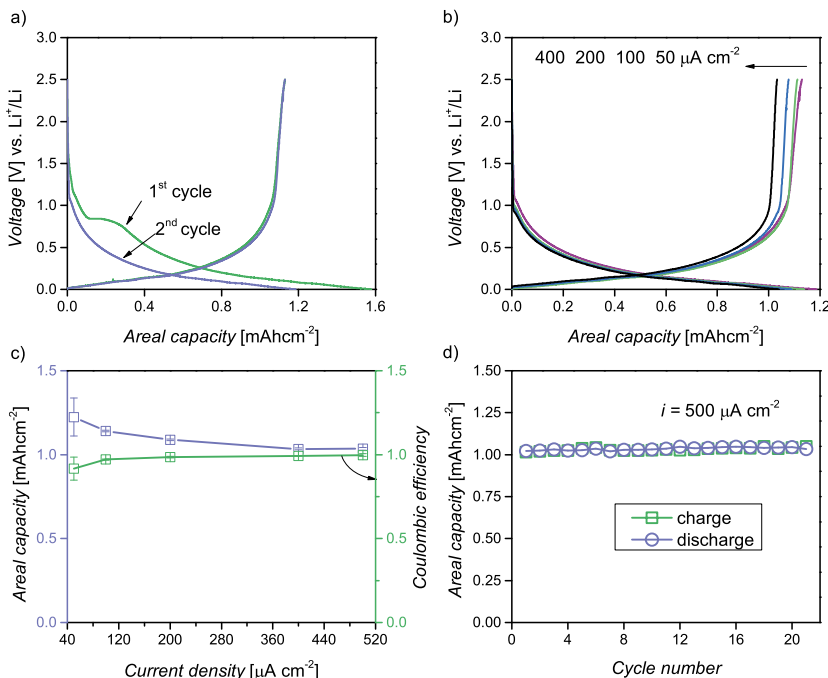 a)
3.0
2.5
2.0
1.5
1.0
0.5
0.0
Voltage [V] vs. Li⁺/Li
1st cycle
2nd cycle
0.0 0.4 0.8 1.2 1.6
Areal capacity [mAhcm⁻²]
b)
3.0
2.5
2.0
1.5
1.0
0.5
0.0
Voltage [V] vs. Li⁺/Li
400 200 100 50 μA cm⁻²
0.0 0.2 0.4 0.6 0.8 1.0 1.2
Areal capacity [mAhcm⁻²]
c)
1.5
1.0
0.5
0.0
Areal capacity [mAhcm⁻²]
1.5
1.0
0.5
0.0
Coulombic efficiency
40 120 200 280 360 440 520
Current density [μA cm⁻²]
d)
1.50
1.25
1.00
0.75
0.50
0.25
0.00
Areal capacity [mAhcm⁻²]
i = 500 μA cm⁻²
charge
discharge
0 4 8 12 16 20
Cycle number